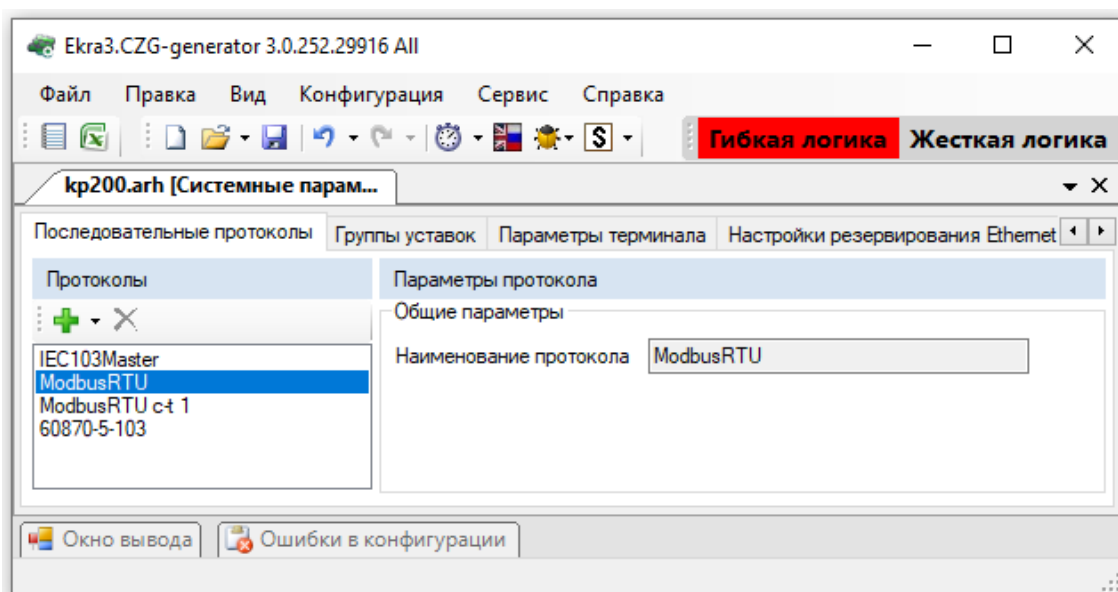 Ekra3.CZG-generator 3.0.252.29916 All
Файл Правка Вид Конфигурация Сервис Справка
S Гибкая логика Жесткая логика
kp200.arh [Системные парам...
Последовательные протоколы Группы уставок Параметры терминала Настройки резервирования Ethernet
Протоколы Параметры протокола
Общие параметры
Наименование протокола ModbusRTU
IEC103Master
ModbusRTU
ModbusRTU c-t 1
60870-5-103
Окно вывода Ошибки в конфигурации